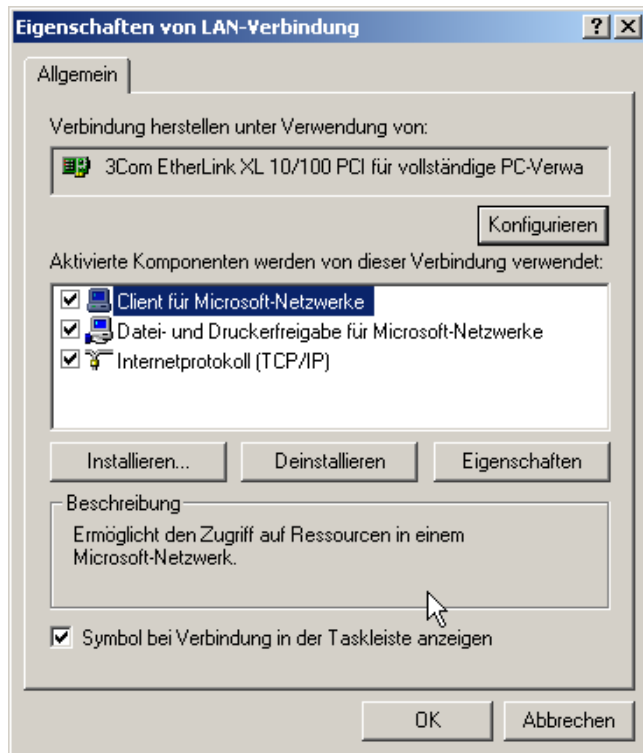 Eigenschaften von LAN-Verbindung
Allgemein
Verbindung herstellen unter Verwendung von:
3Com EtherLink XL 10/100 PCI für vollständige PC-Verwa
Konfigurieren
Aktivierte Komponenten werden von dieser Verbindung verwendet:
Client für Microsoft-Netzwerke
Datei- und Druckerfreigabe für Microsoft-Netzwerke
Internetprotokoll (TCP/IP)
Installieren... Deinstallieren Eigenschaften
Beschreibung
Ermöglicht den Zugriff auf Ressourcen in einem
Microsoft-Netzwerk.
Symbol bei Verbindung in der Taskleiste anzeigen
OK Abbrechen